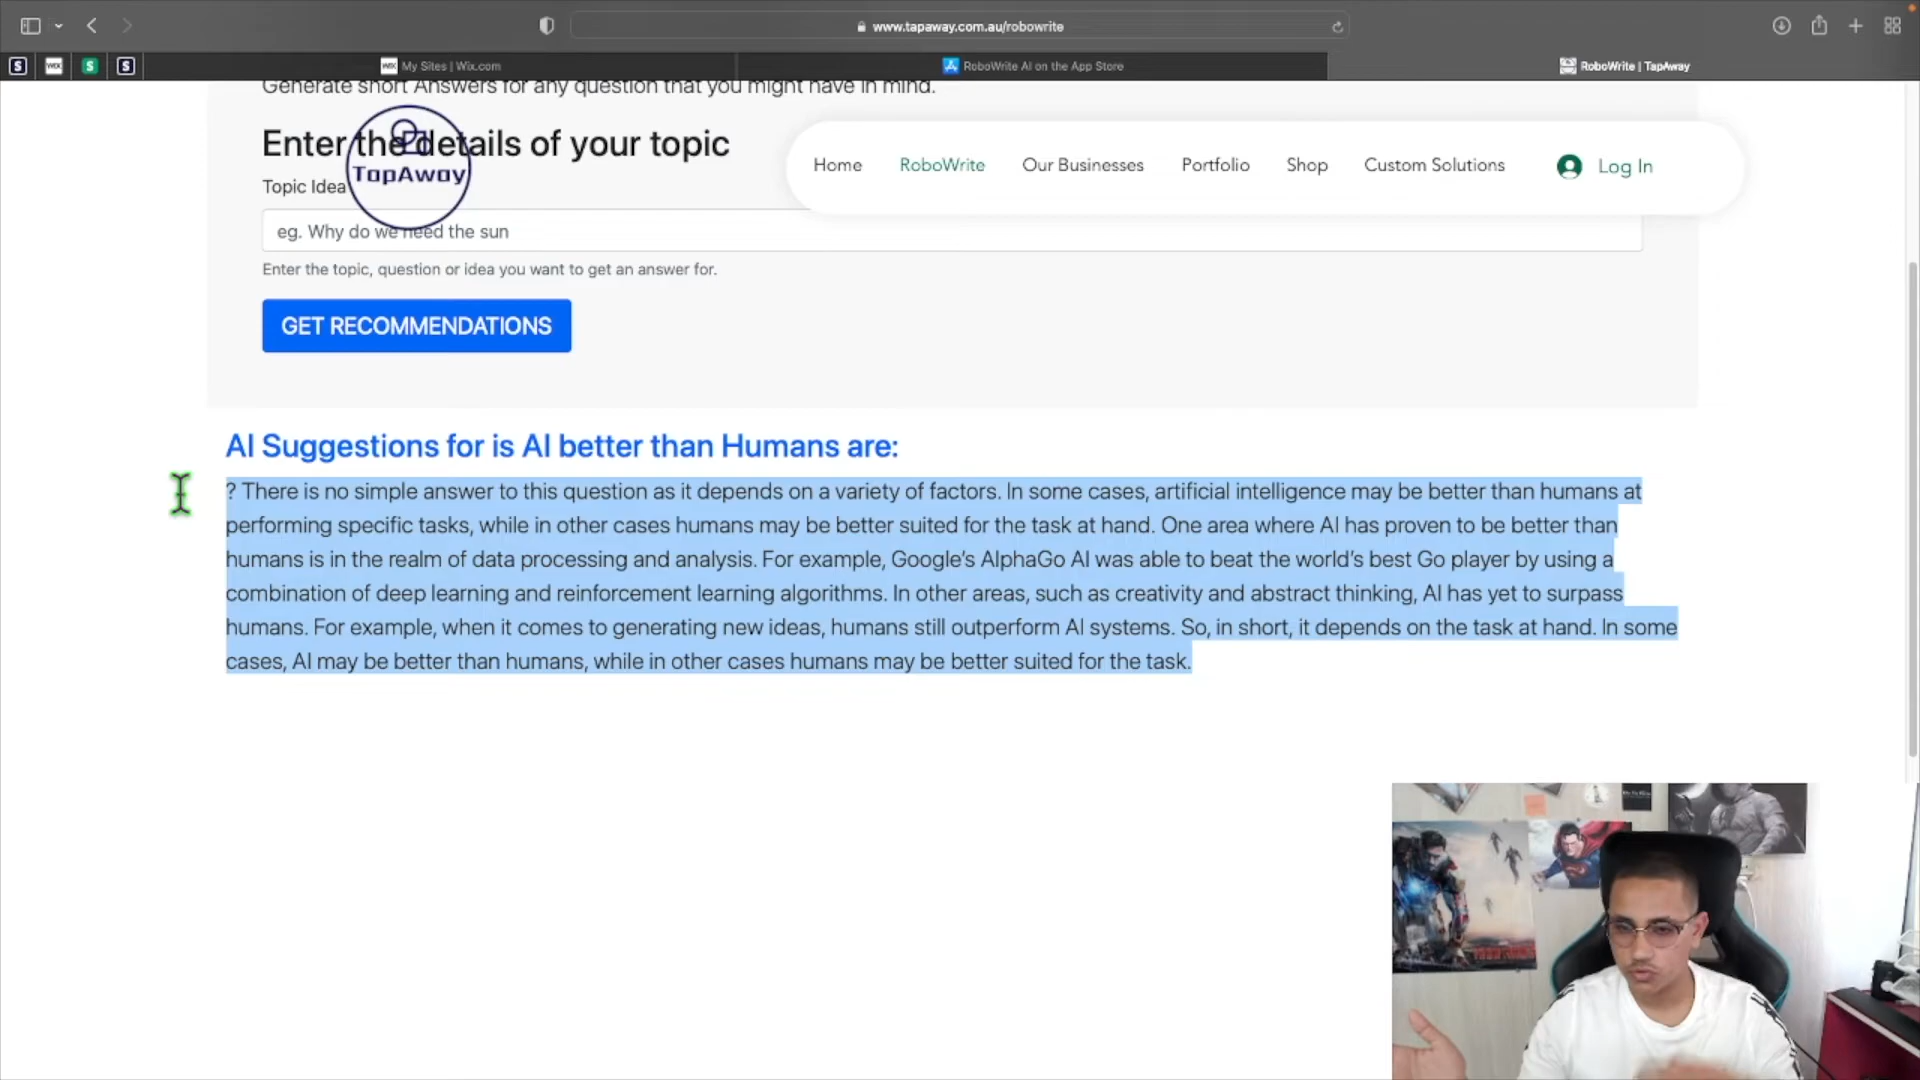 www.tapaway.com.au/robowrite
My Sites | Wix.com
RoboWrite AI on the App Store
RoboWrite | TapAway
Generate short Answers for any question that you might have in mind.
Enter the details of your topic
TapAway
Home RoboWrite Our Businesses Portfolio Shop Custom Solutions Log In
Topic Idea
eg. Why do we need the sun
Enter the topic, question or idea you want to get an answer for.
GET RECOMMENDATIONS
AI Suggestions for is AI better than Humans are:
? There is no simple answer to this question as it depends on a variety of factors. In some cases, artificial intelligence may be better than humans at
performing specific tasks, while in other cases humans may be better suited for the task at hand. One area where AI has proven to be better than
humans is in the realm of data processing and analysis. For example, Google's AlphaGo AI was able to beat the world's best Go player by using a
combination of deep learning and reinforcement learning algorithms. In other areas, such as creativity and abstract thinking, AI has yet to surpass
humans. For example, when it comes to generating new ideas, humans still outperform AI systems. So, in short, it depends on the task at hand. In some
cases, AI may be better than humans, while in other cases humans may be better suited for the task.